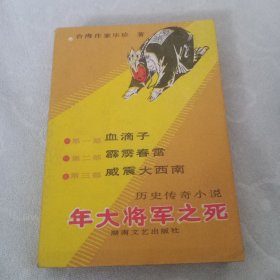 台湾作家毕珍 著
第一部 血滴子
第二部 霹雳春雷
第三部 威震大西南
历史传奇小说
年大将军之死
湖南文艺出版社